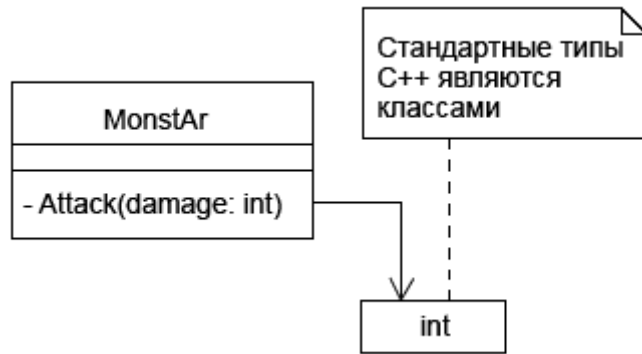 Стандартные типы
C++ являются
классами
MonstAr
- Attack(damage: int)
int